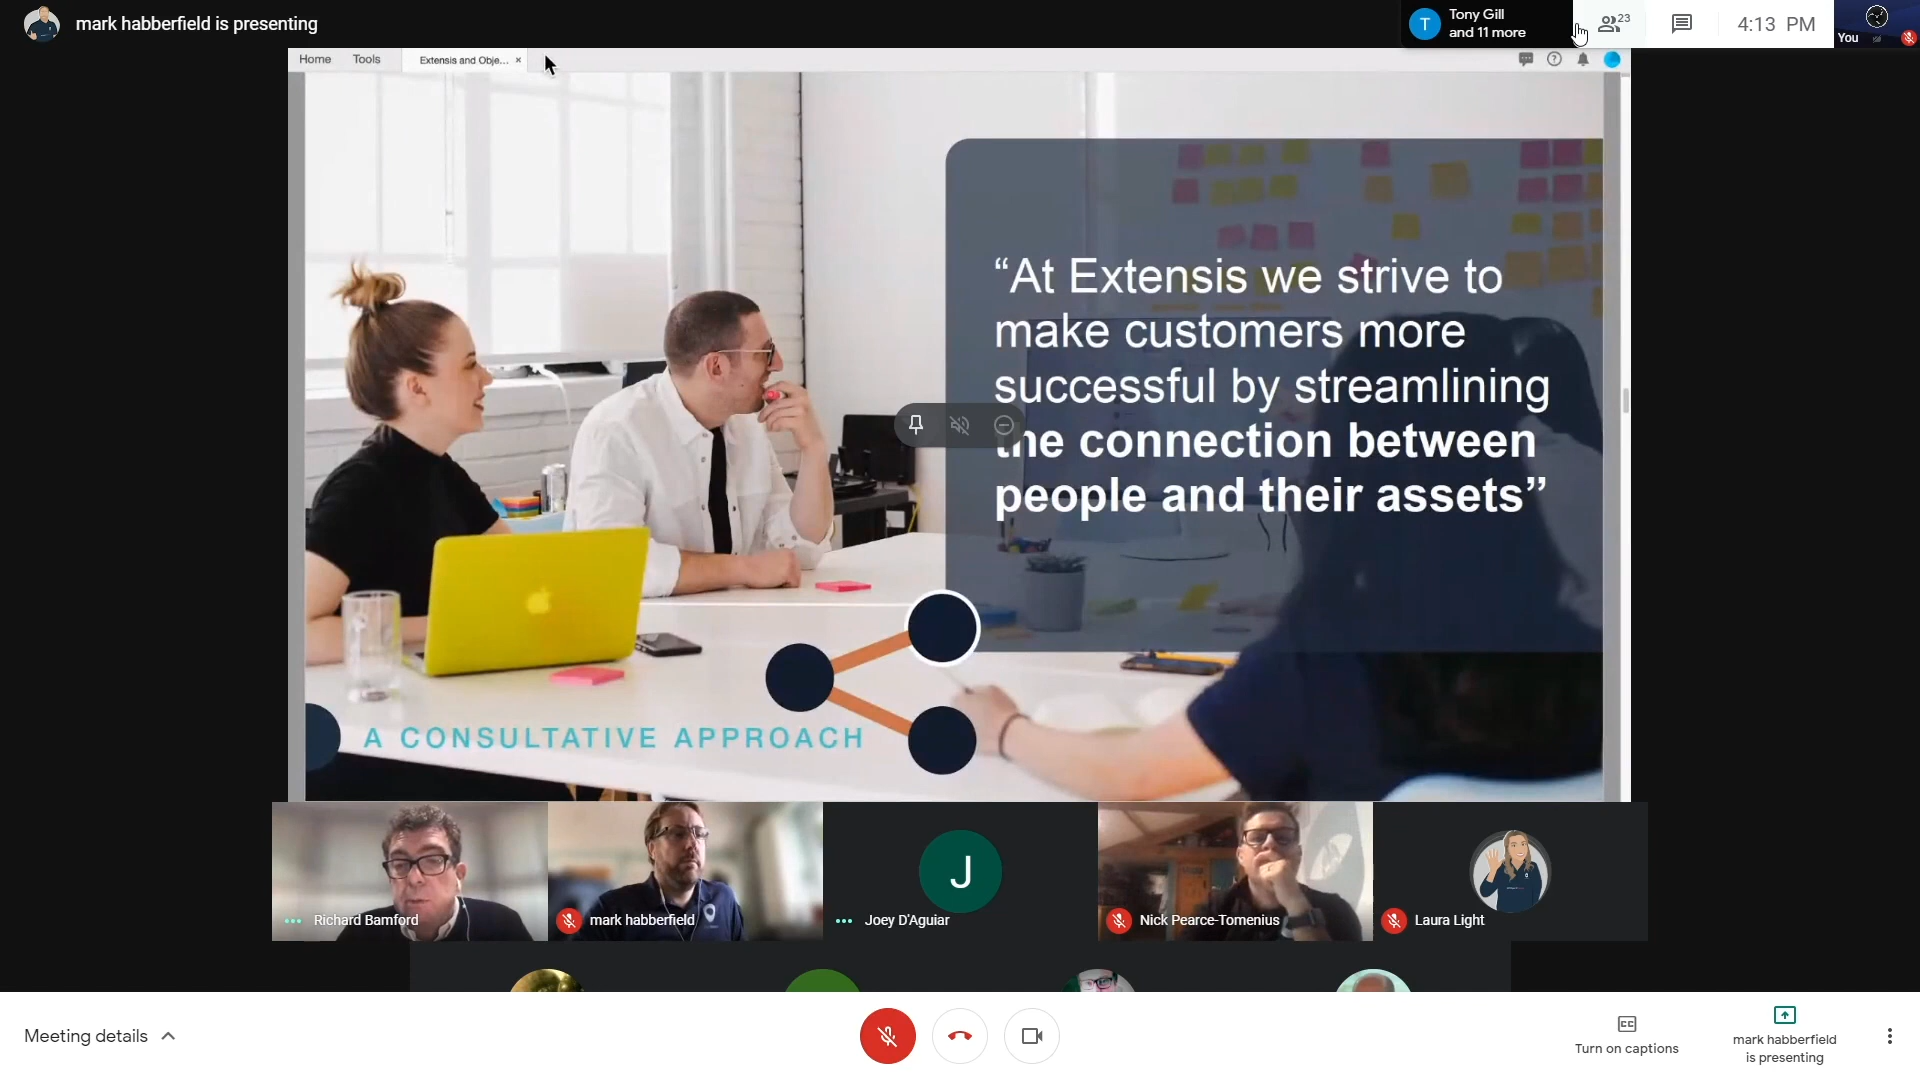 mark habberfield is presenting
Tony Gill
and 11 more
23
4:13 PM
You
Home
Tools
Extensis and Obje...
“At Extensis we strive to
make customers more
successful by streamlining
the connection between
people and their assets”
A CONSULTATIVE APPROACH
Richard Bamford
mark habberfield
J
Joey D'Aguiar
Nick Pearce-Tomenius
Laura Light
Meeting details
Turn on captions
mark habberfield
is presenting
T
CC